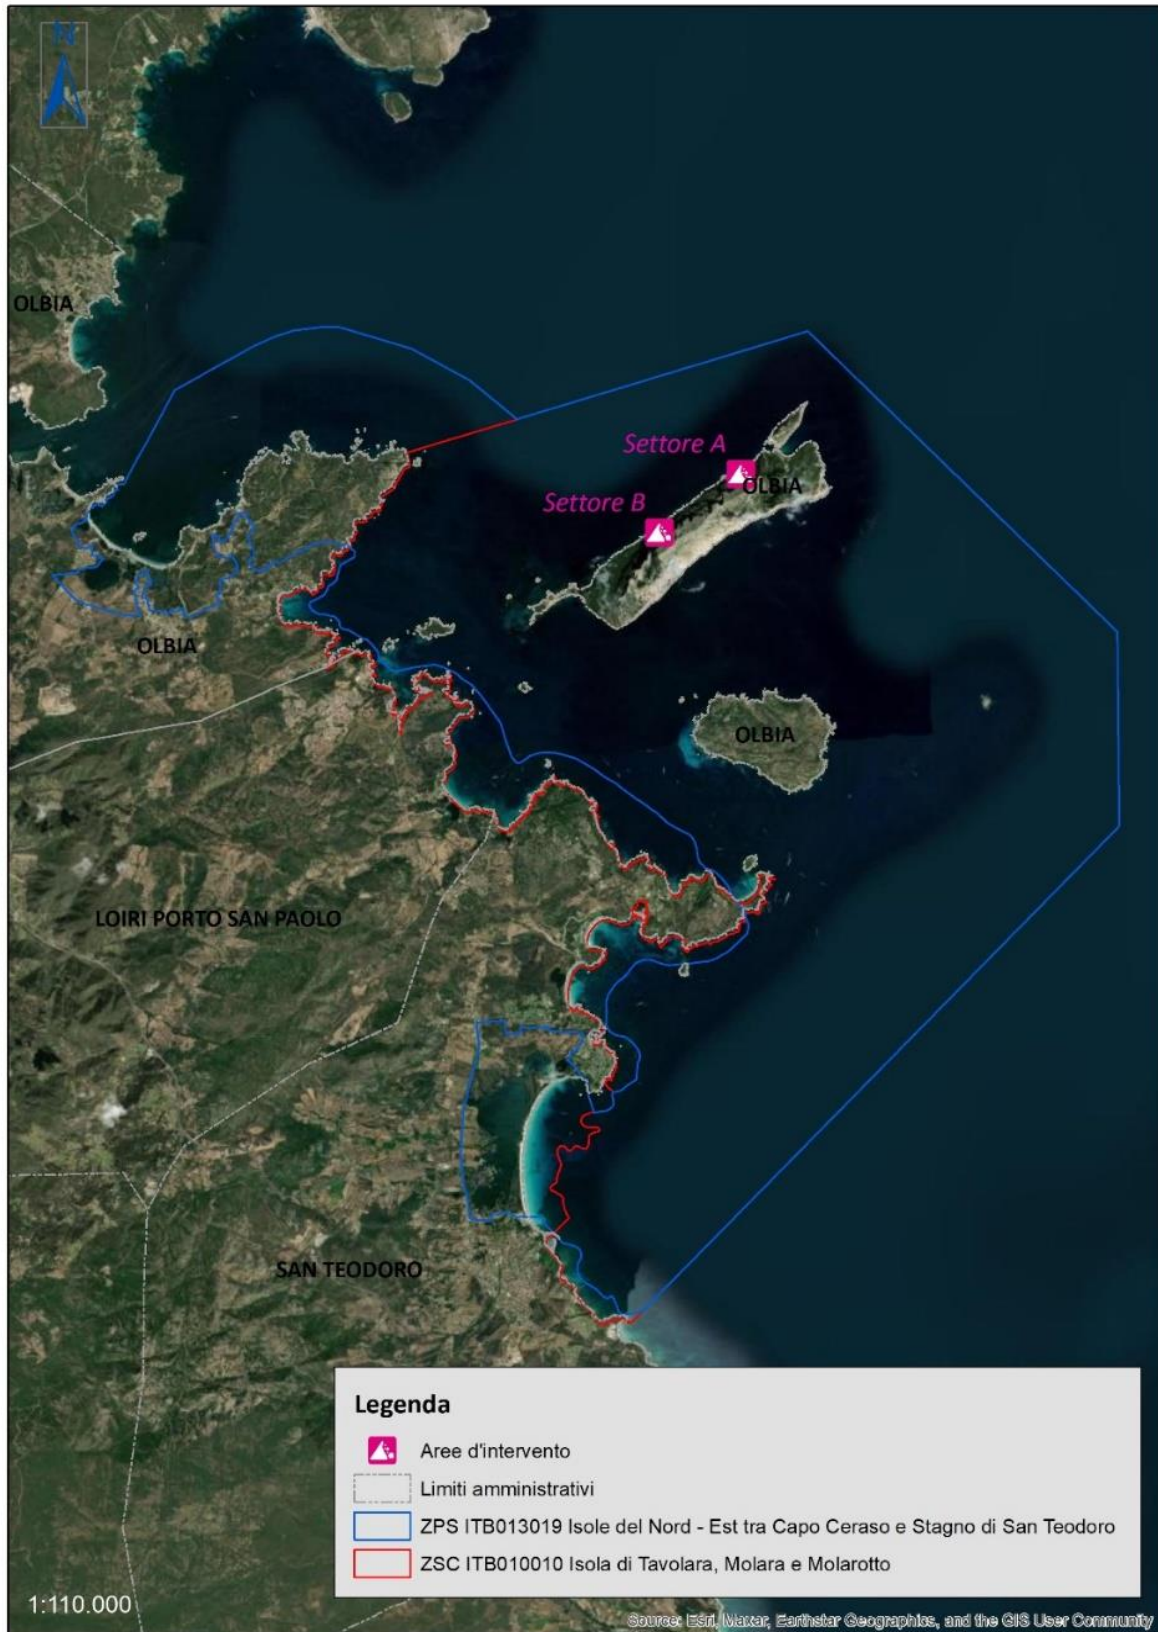 N
OLBIA
Settore A
OLBIA
Settore B
OLBIA
OLBIA
LOIRI PORTO SAN PAOLO
SAN TEODORO
Legenda
Aree d'intervento
Limiti amministrativi
ZPS ITB013019 Isole del Nord - Est tra Capo Ceraso e Stagno di San Teodoro
ZSC ITB010010 Isola di Tavolara, Molara e Molarotto
1:110.000
Source: Esri, Maxar, Earthstar Geographics, and the GIS User Community